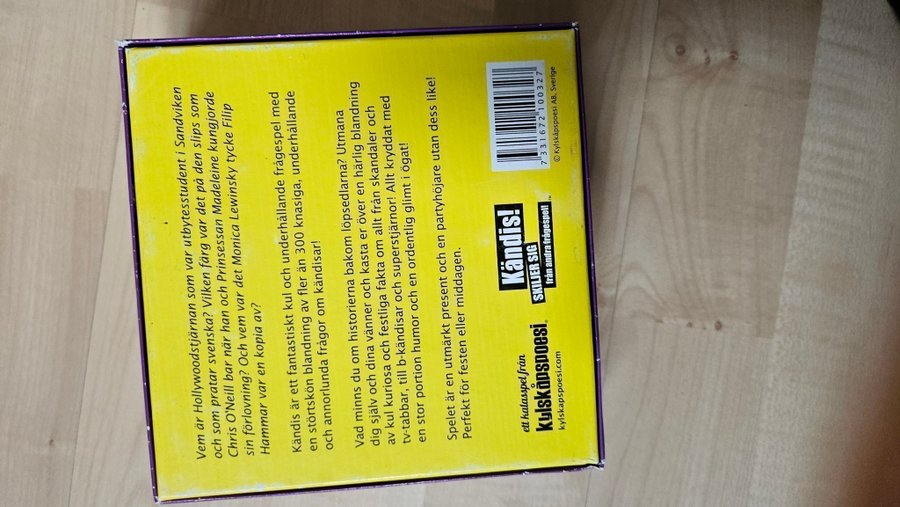 Vem är Hollywoodstjärnan som var utbytesstudent i Sandviken
och som pratar svenska? Vilken färg var det på den slips som
Chris O'Neill bar när han och Prinsessan Madeleine kungjorde
sin förlovning? Och vem var det Monica Lewinsky tycke Filip
Hammar var en kopia av?
Kändis är ett fantastiskt kul och underhållande frågespel med
en störtskön blandning av fler än 300 knasiga, underhållande
och annorlunda frågor om kändisar!
Vad minns du om historierna bakom löpsedlarna? Utmana
dig själv och dina vänner och kasta er över en härlig blandning
av kul kuriosa och festliga fakta om allt från skandaler och
tv-tabbar, till b-kändisar och superstjärnor! Allt kryddat med
en stor portion humor och en ordentlig glimt i ögat!
Spelet är en utmärkt present och en partyhöjare utan dess like!
Perfekt för festen eller middagen.
ett kalasspel från
kylskåpspoesi®
kylskapspoesi.com
Kändis!
SKILJER SIG
från andra frågespel!™
7 331672 100327
© Kylskåpspoesi AB, Sverige